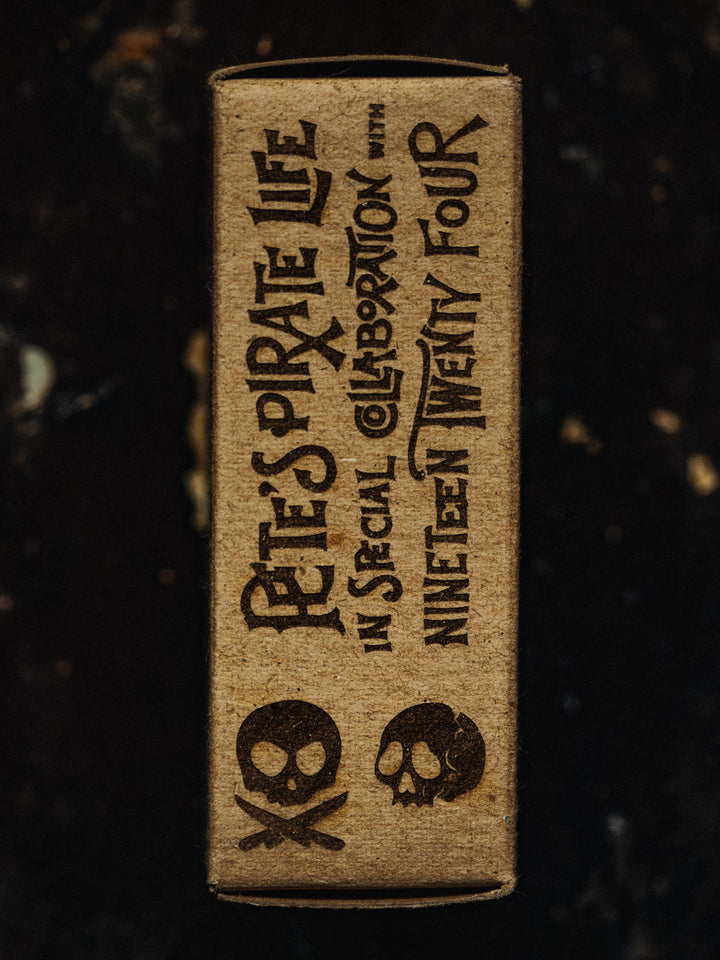 PETE'S PIRATE LIFE
IN SPECIAL COLLABORATION WITH
NINETEEN TWENTY FOUR